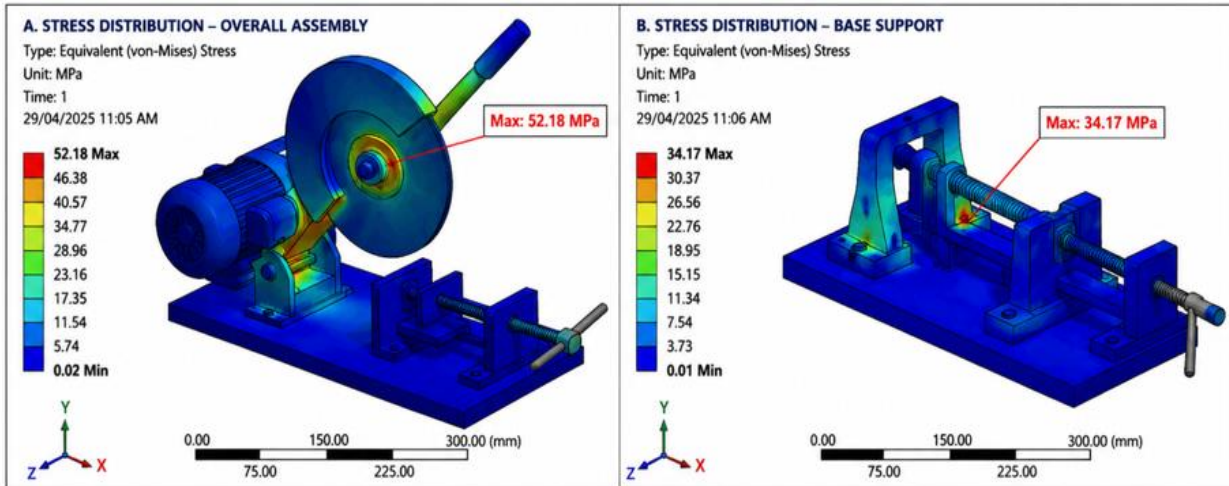 A. STRESS DISTRIBUTION – OVERALL ASSEMBLY
Type: Equivalent (von-Mises) Stress
Unit: MPa
Time: 1
29/04/2025 11:05 AM
Max: 52.18 MPa
52.18 Max
46.38
40.57
34.77
28.96
23.16
17.35
11.54
5.74
0.02 Min
Y
Z
X
0.00 150.00 300.00 (mm)
75.00 225.00
B. STRESS DISTRIBUTION – BASE SUPPORT
Type: Equivalent (von-Mises) Stress
Unit: MPa
Time: 1
29/04/2025 11:06 AM
Max: 34.17 MPa
34.17 Max
30.37
26.56
22.76
18.95
15.15
11.34
7.54
3.73
0.01 Min
Y
Z
X
0.00 150.00 300.00 (mm)
75.00 225.00